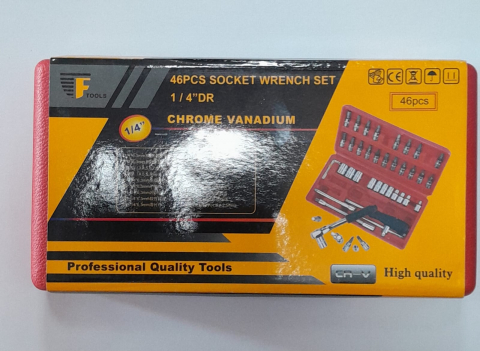 F
TOOLS
46PCS SOCKET WRENCH SET
1 / 4"DR
CHROME VANADIUM
1/4"
46pcs
CR-V
High quality
Professional Quality Tools